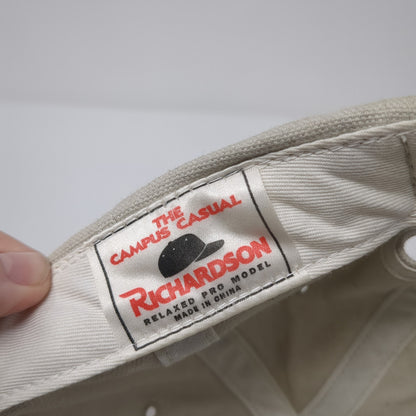 THE
CAMPUS CASUAL
RICHARDSON
RELAXED PRO MODEL
MADE IN CHINA